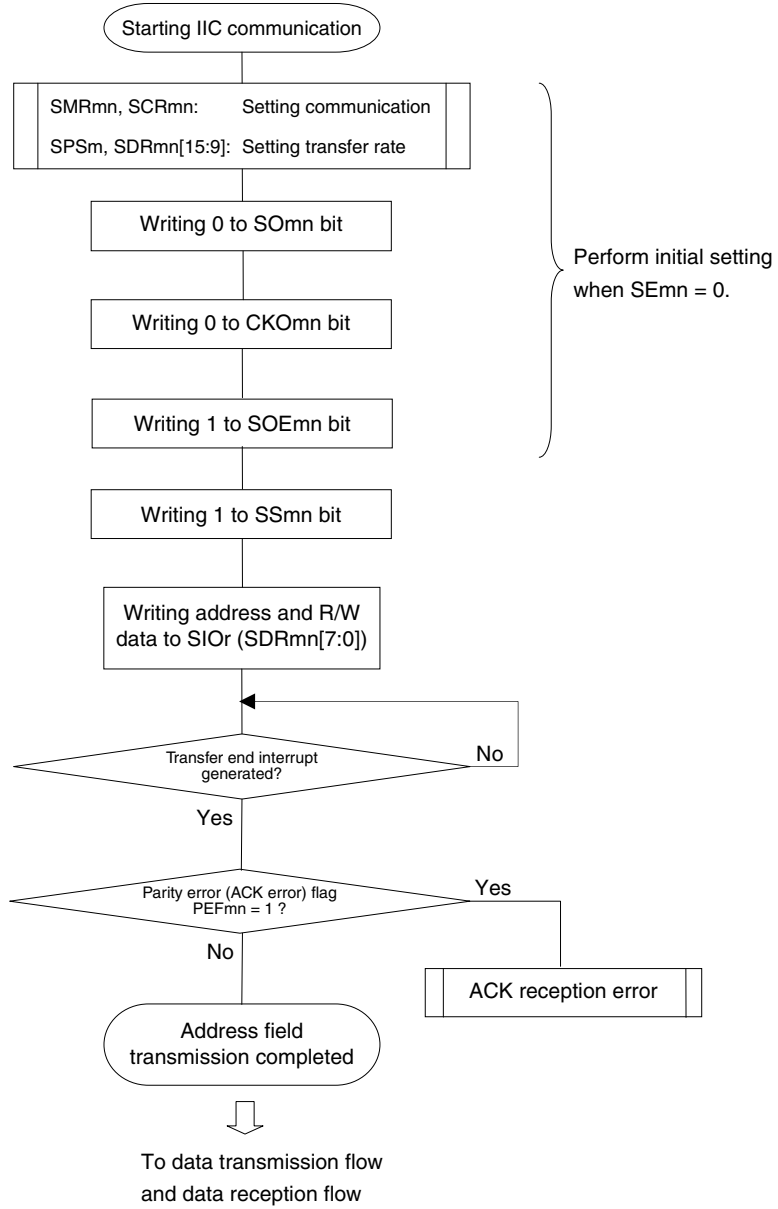 Starting IIC communication
SMRmn, SCRmn: Setting communication
SPSm, SDRmn[15:9]: Setting transfer rate
Writing 0 to SOmn bit
Perform initial setting
when SEmn = 0.
Writing 0 to CKOmn bit
Writing 1 to SOEmn bit
Writing 1 to SSmn bit
Writing address and R/W
data to SIOr (SDRmn[7:0])
Transfer end interrupt
generated?
No
Yes
Parity error (ACK error) flag
PEFmn = 1 ?
Yes
No
ACK reception error
Address field
transmission completed
To data transmission flow
and data reception flow